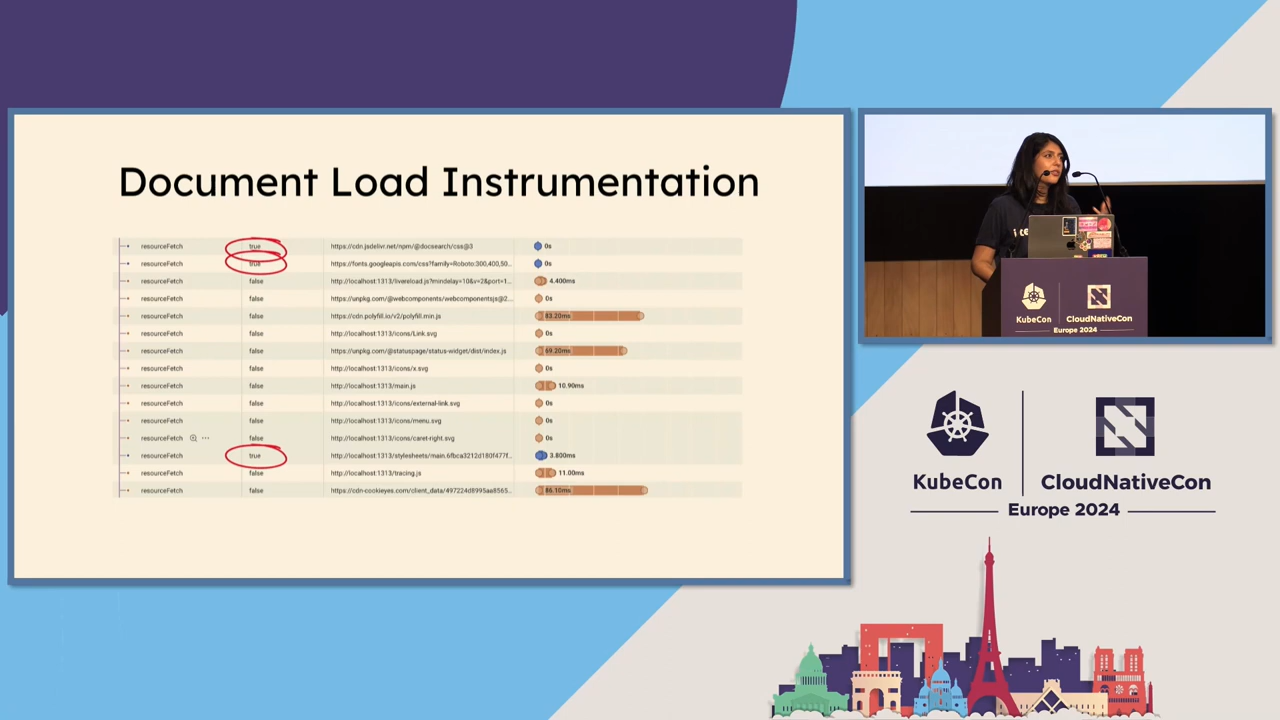 Document Load Instrumentation
resourceFetch true https://cdn.jsdelivr.net/npm/@docsearch/css@3 0s
resourceFetch true https://fonts.googleapis.com/css?family=Roboto:300,400,50... 0s
resourceFetch false http://localhost:1313/livereload.js?mindelay=10&v=2&port=1... 4.400ms
resourceFetch false https://unpkg.com/@webcomponents/webcomponentsjs@2... 0s
resourceFetch false https://cdn.polyfill.io/v2/polyfill.min.js 83.20ms
resourceFetch false http://localhost:1313/icons/Link.svg 0s
resourceFetch false https://unpkg.com/@statuspage/status-widget/dist/index.js 69.20ms
resourceFetch false http://localhost:1313/icons/x.svg 0s
resourceFetch false http://localhost:1313/main.js 10.90ms
resourceFetch false http://localhost:1313/icons/external-link.svg 0s
resourceFetch false http://localhost:1313/icons/menu.svg 0s
resourceFetch ... false http://localhost:1313/icons/caret-right.svg 0s
resourceFetch true http://localhost:1313/stylesheets/main.6fbca3212d180f477f... 3.800ms
resourceFetch false http://localhost:1313/tracing.js 11.00ms
resourceFetch false https://cdn-cookieyes.com/client_data/497224d8995aa8565... 86.10ms
KubeCon CloudNativeCon
Europe 2024
KubeCon CloudNativeCon
Europe 2024